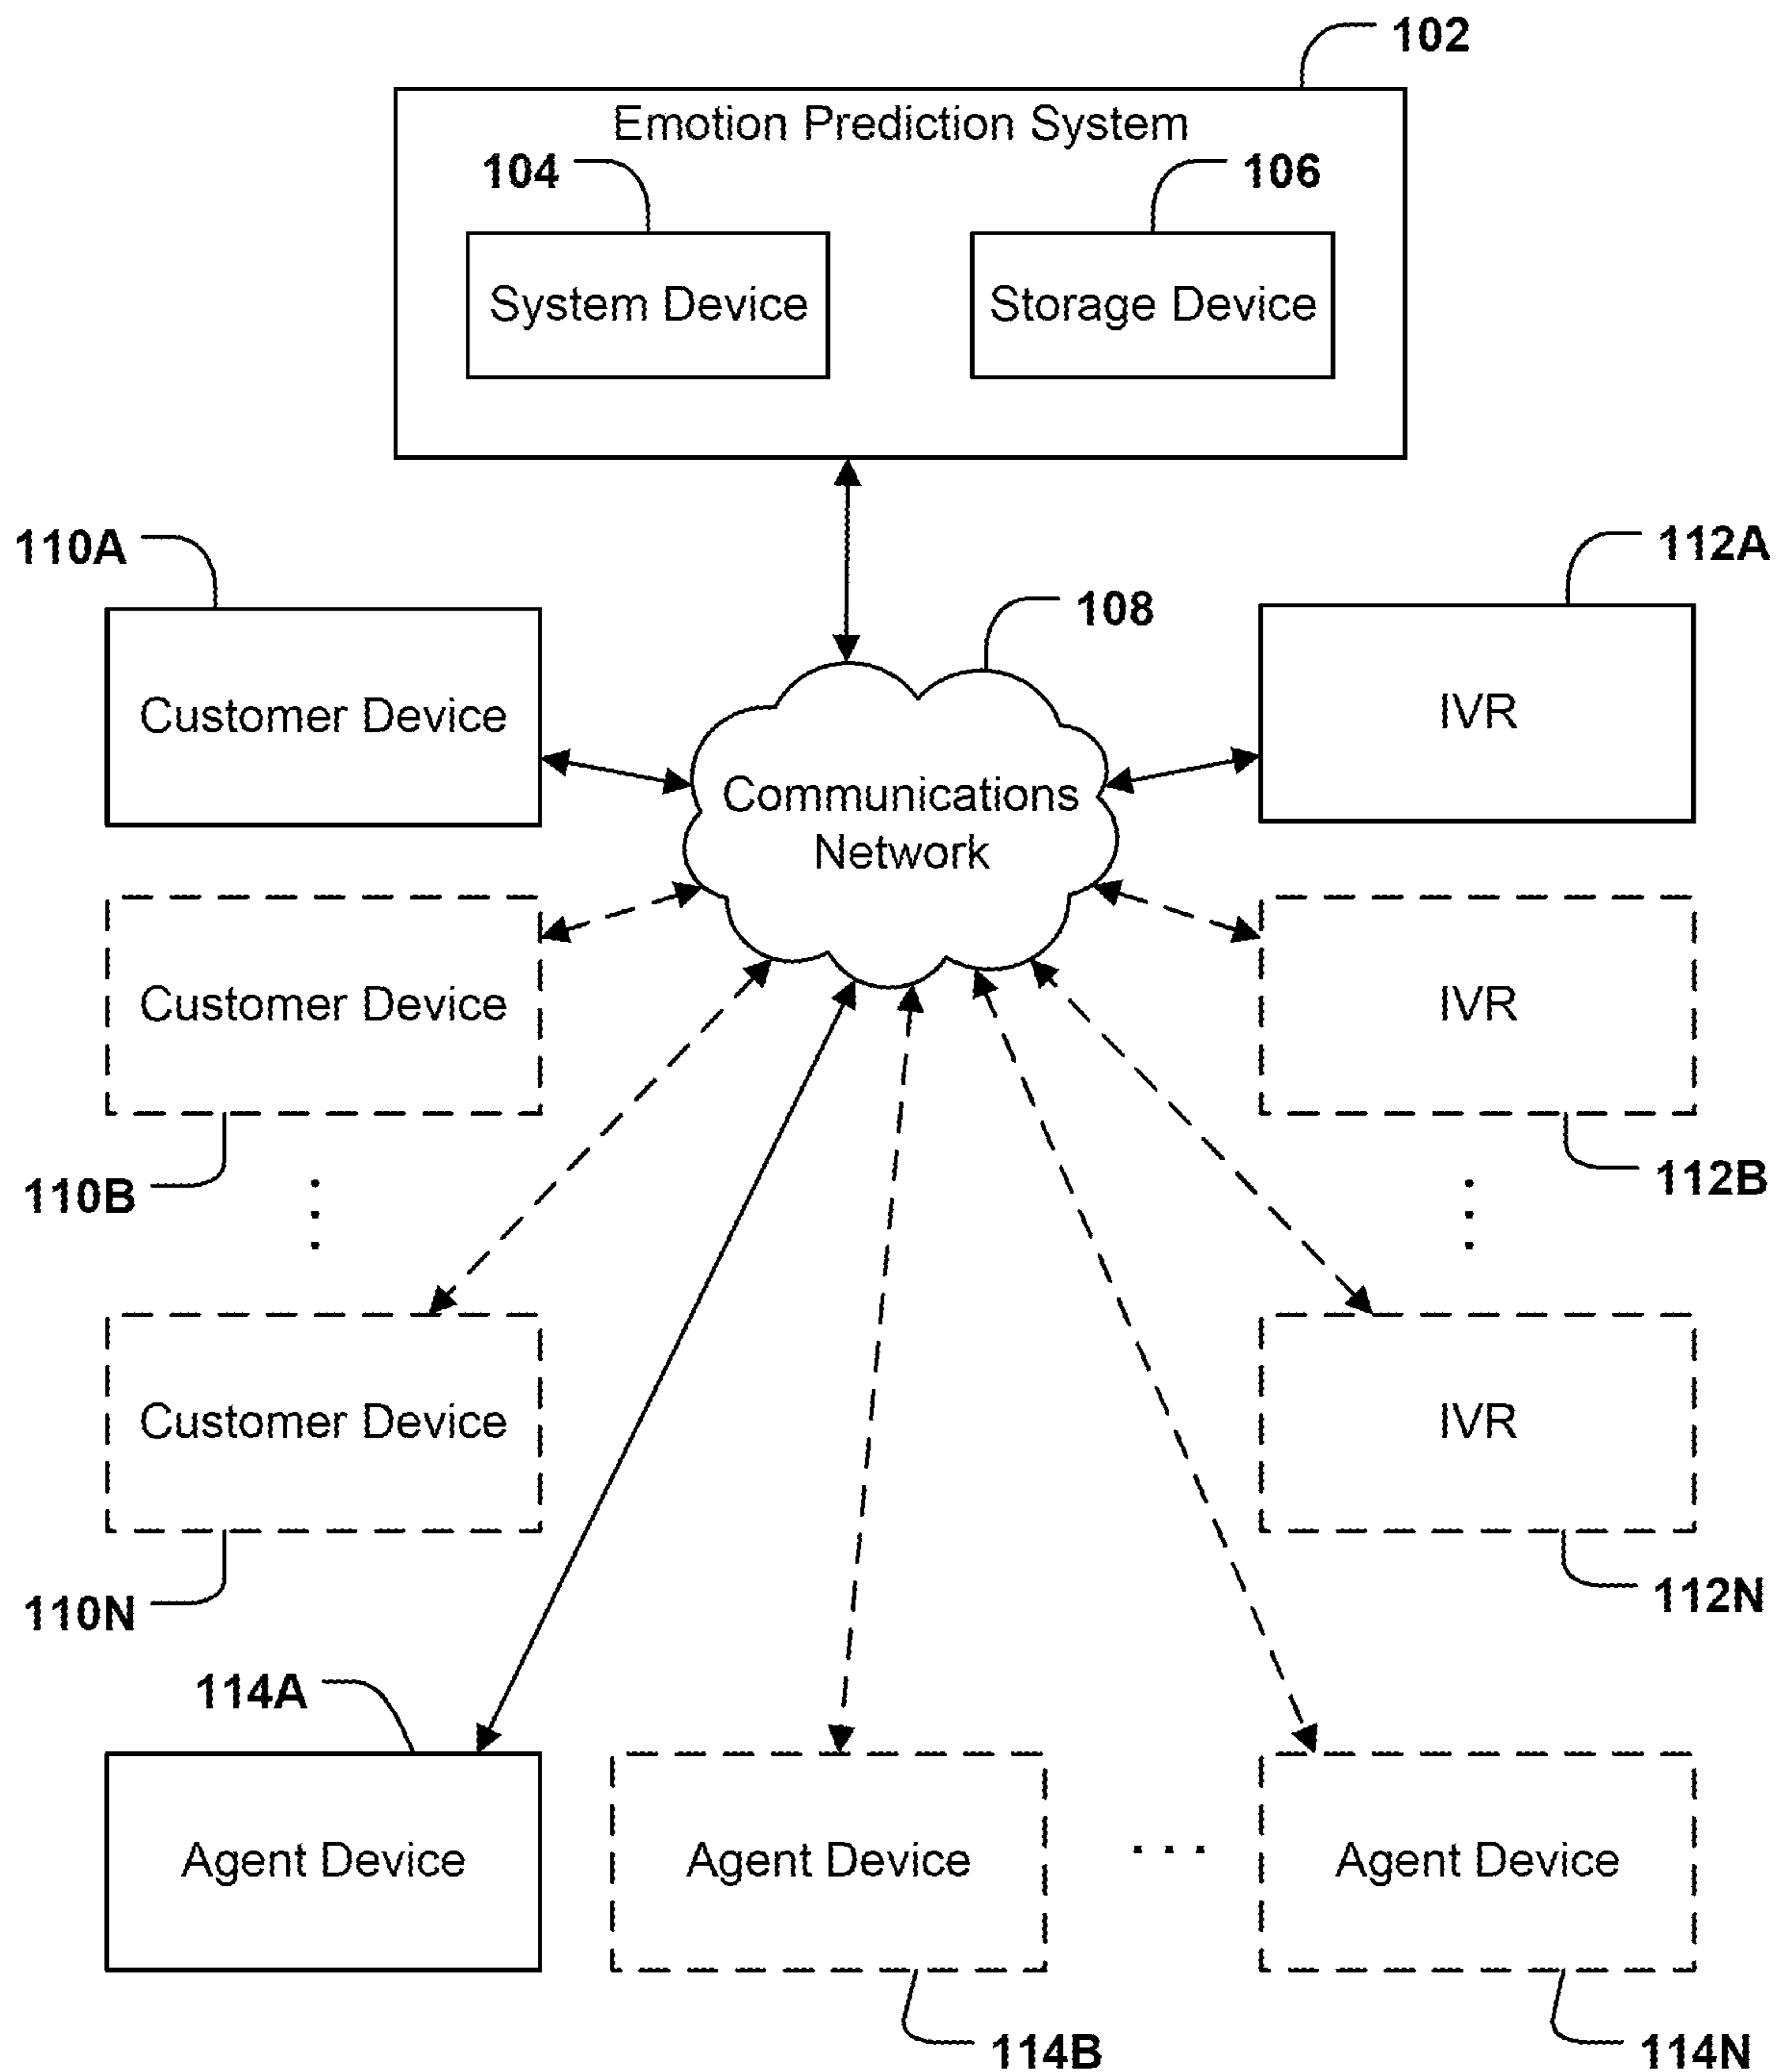 102
Emotion Prediction System
104
106
System Device
Storage Device
110A
112A
108
Customer Device
IVR
Communications
Network
Customer Device
IVR
110B
112B
Customer Device
IVR
110N
112N
114A
Agent Device
Agent Device
Agent Device
114B
114N